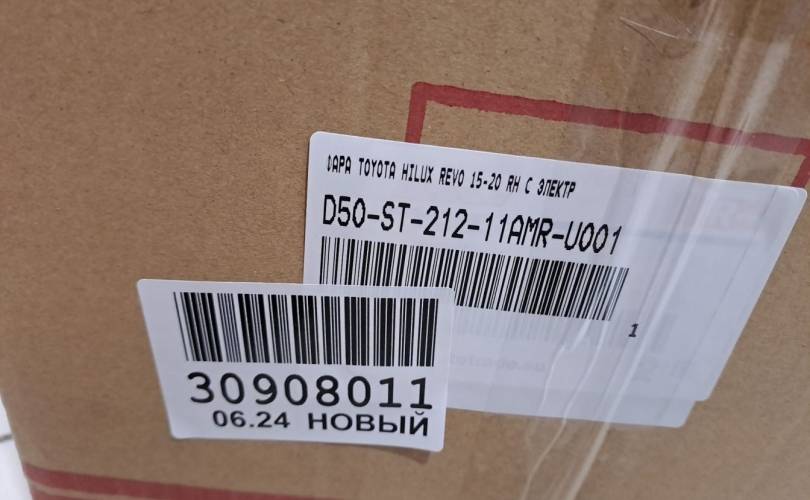 ФАРА TOYOTA HILUX REVO 15-20 RH С ЭЛЕКТР
D50-ST-212-11AMR-U001
1
30908011
06.24 НОВЫЙ